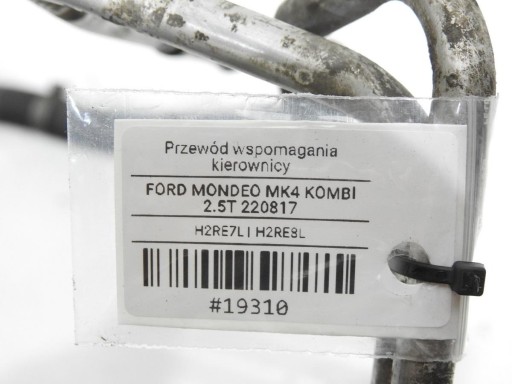 Przewód wspomagania
kierownicy
FORD MONDEO MK4 KOMBI
2.5T 220817
H2RE7L | H2RE8L
#19310